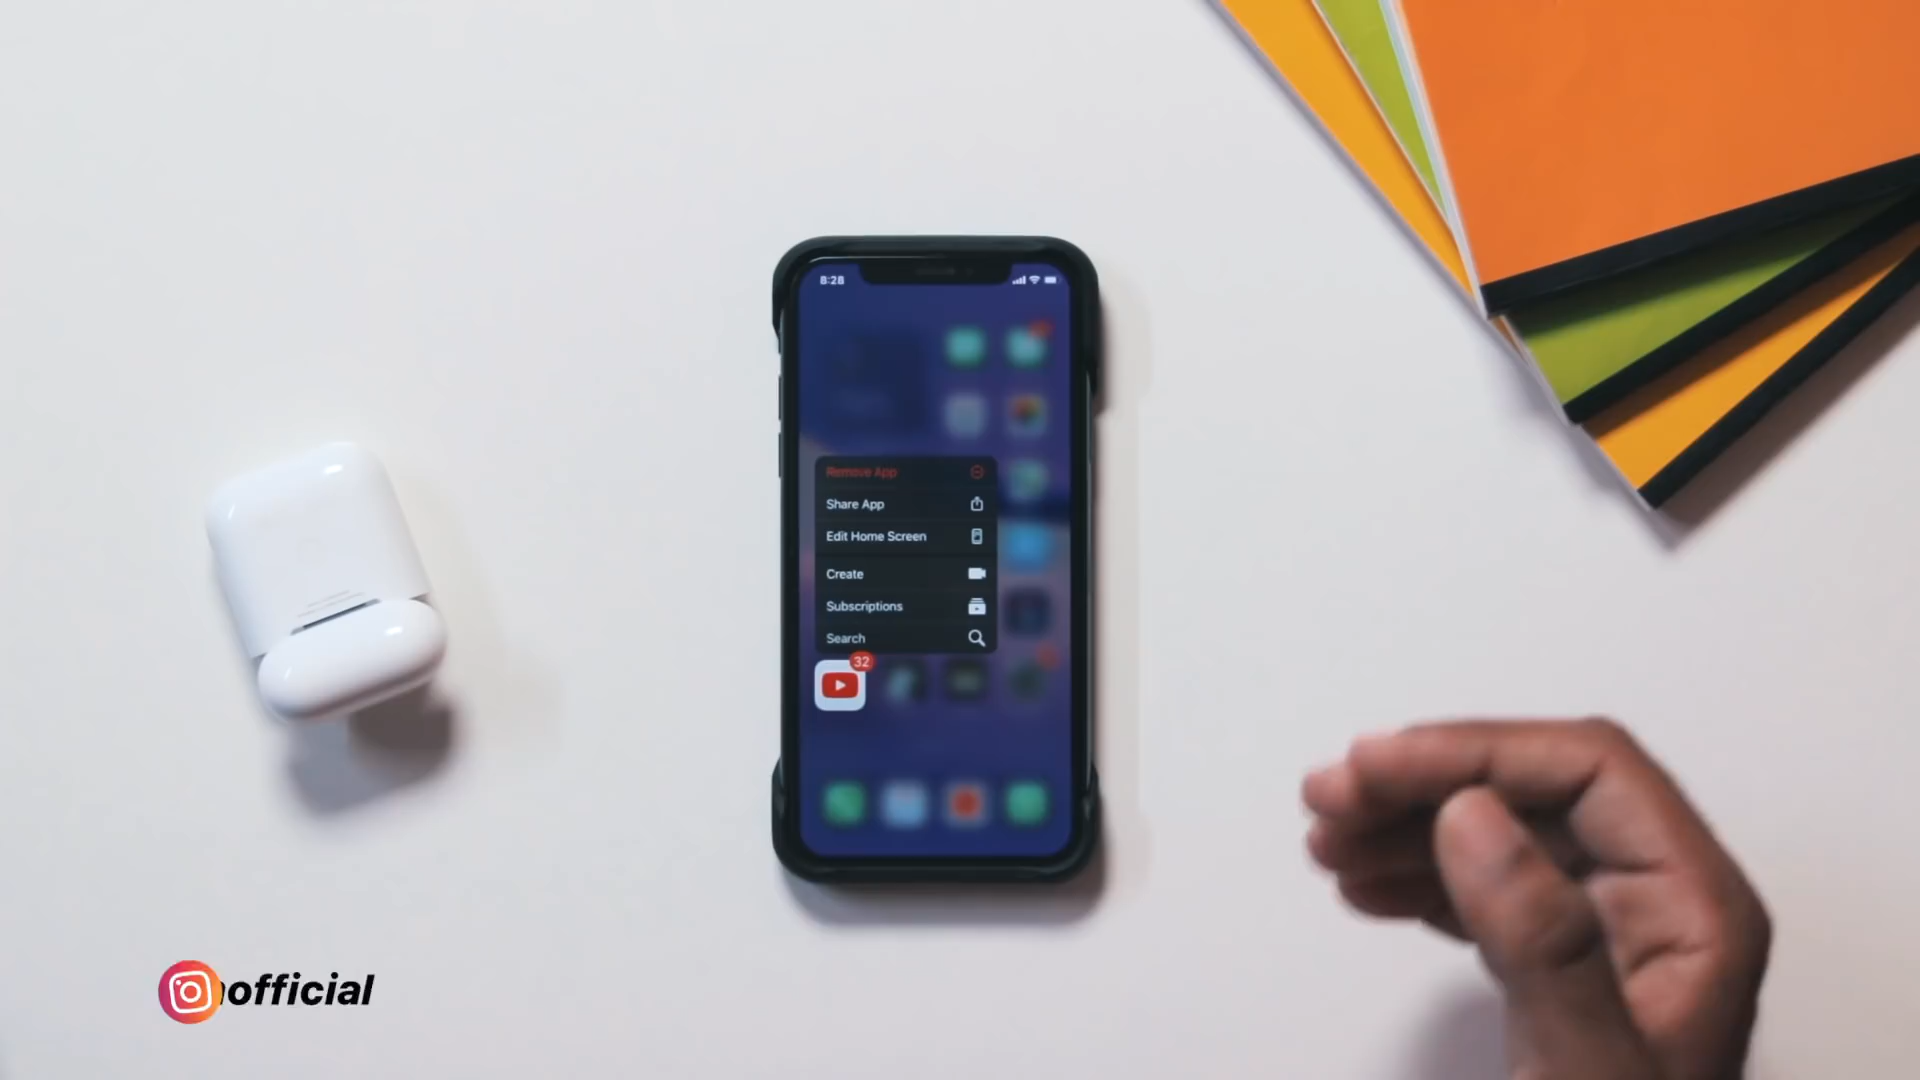 8:28
Remove App
Share App
Edit Home Screen
Create
Subscriptions
Search
32
official